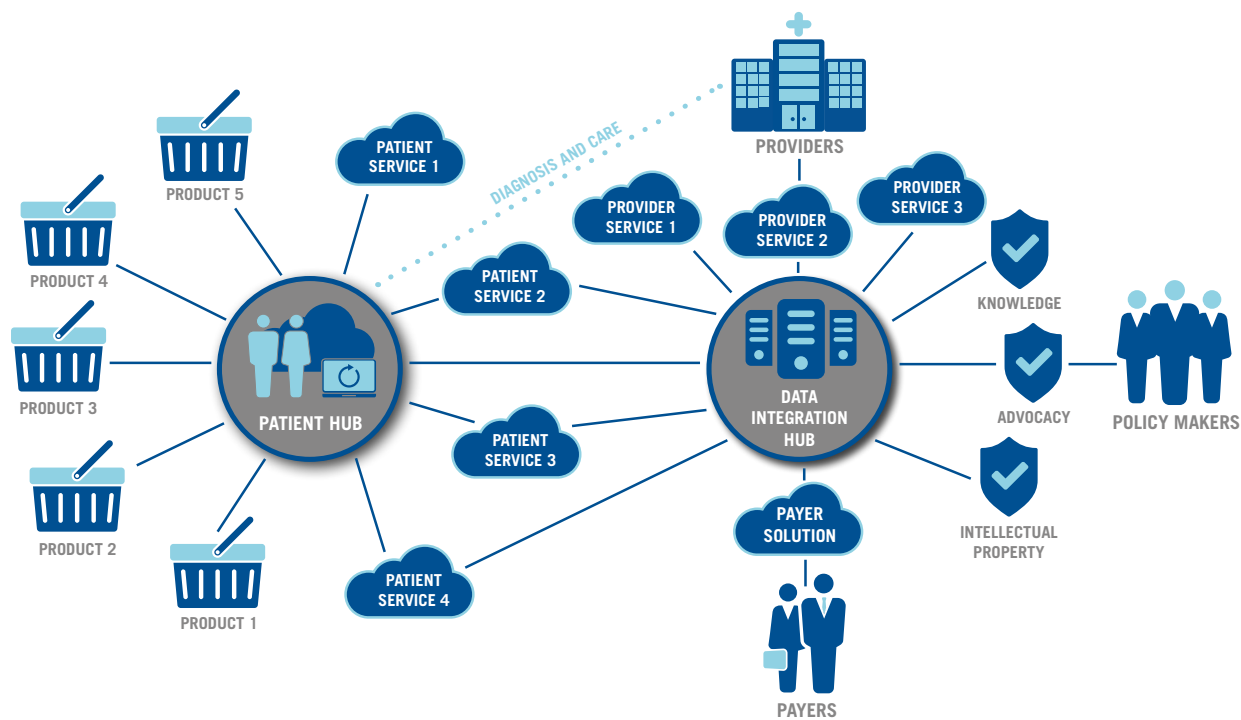 PRODUCT 5
PATIENT
SERVICE 1
DIAGNOSIS AND CARE
PROVIDERS
PRODUCT 4
PROVIDER
SERVICE 1
PROVIDER
SERVICE 2
PROVIDER
SERVICE 3
PATIENT
SERVICE 2
KNOWLEDGE
PRODUCT 3
PATIENT HUB
DATA
INTEGRATION
HUB
ADVOCACY
POLICY MAKERS
PATIENT
SERVICE 3
PRODUCT 2
PAYER
SOLUTION
INTELLECTUAL
PROPERTY
PATIENT
SERVICE 4
PRODUCT 1
PAYERS